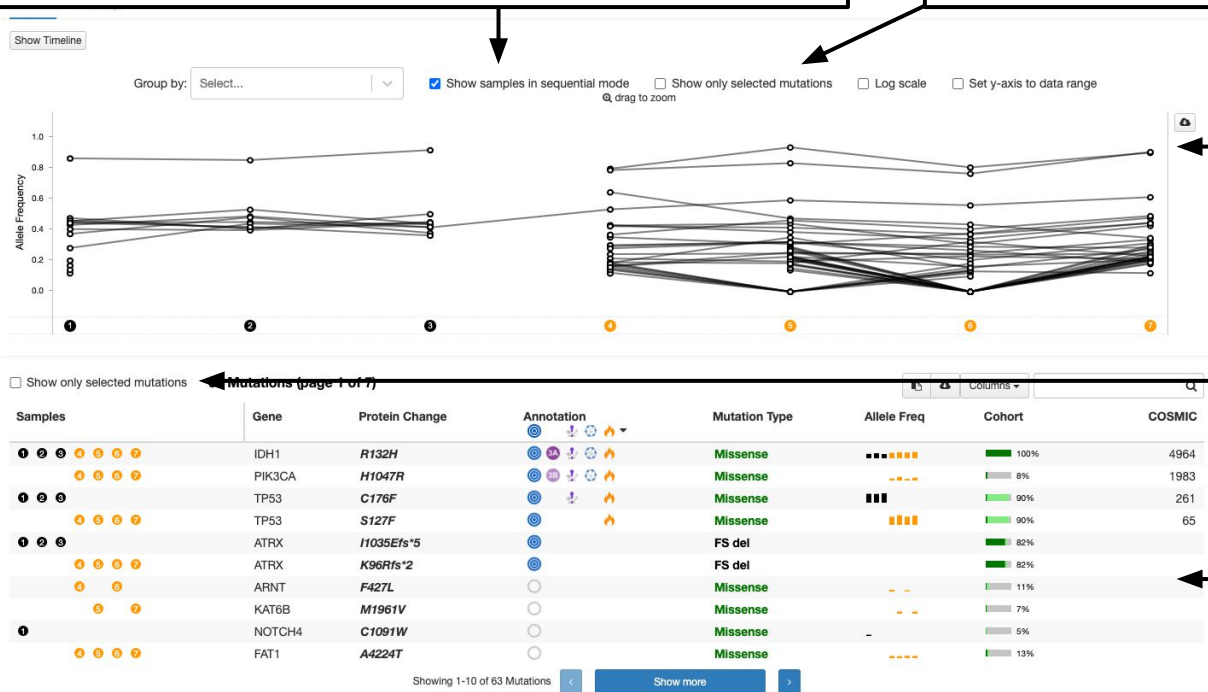 Show Timeline
Group by: Select... Show samples in sequential mode Show only selected mutations Log scale Set y-axis to data range
drag to zoom
Allele Frequency
1.0
0.8
0.6
0.4
0.2
0.0
1 2 3 4 5 6 7
Show only selected mutations Mutations (page 1 of 7) Columns
Samples Gene Protein Change Annotation Mutation Type Allele Freq Cohort COSMIC
1 2 3 4 5 6 7 IDH1 R132H 3A Missense 100% 4964
4 5 6 7 PIK3CA H1047R 3B Missense 8% 1983
1 2 3 TP53 C176F Missense 90% 261
4 5 6 7 TP53 S127F Missense 90% 65
1 2 3 ATRX I1035Efs*5 FS del 82%
4 5 6 7 ATRX K96Rfs*2 FS del 82%
4 6 ARNT F427L Missense 11%
5 7 KAT6B M1961V Missense 7%
1 NOTCH4 C1091W Missense 5%
4 5 6 7 FAT1 A4224T Missense 13%
Showing 1-10 of 63 Mutations < Show more >